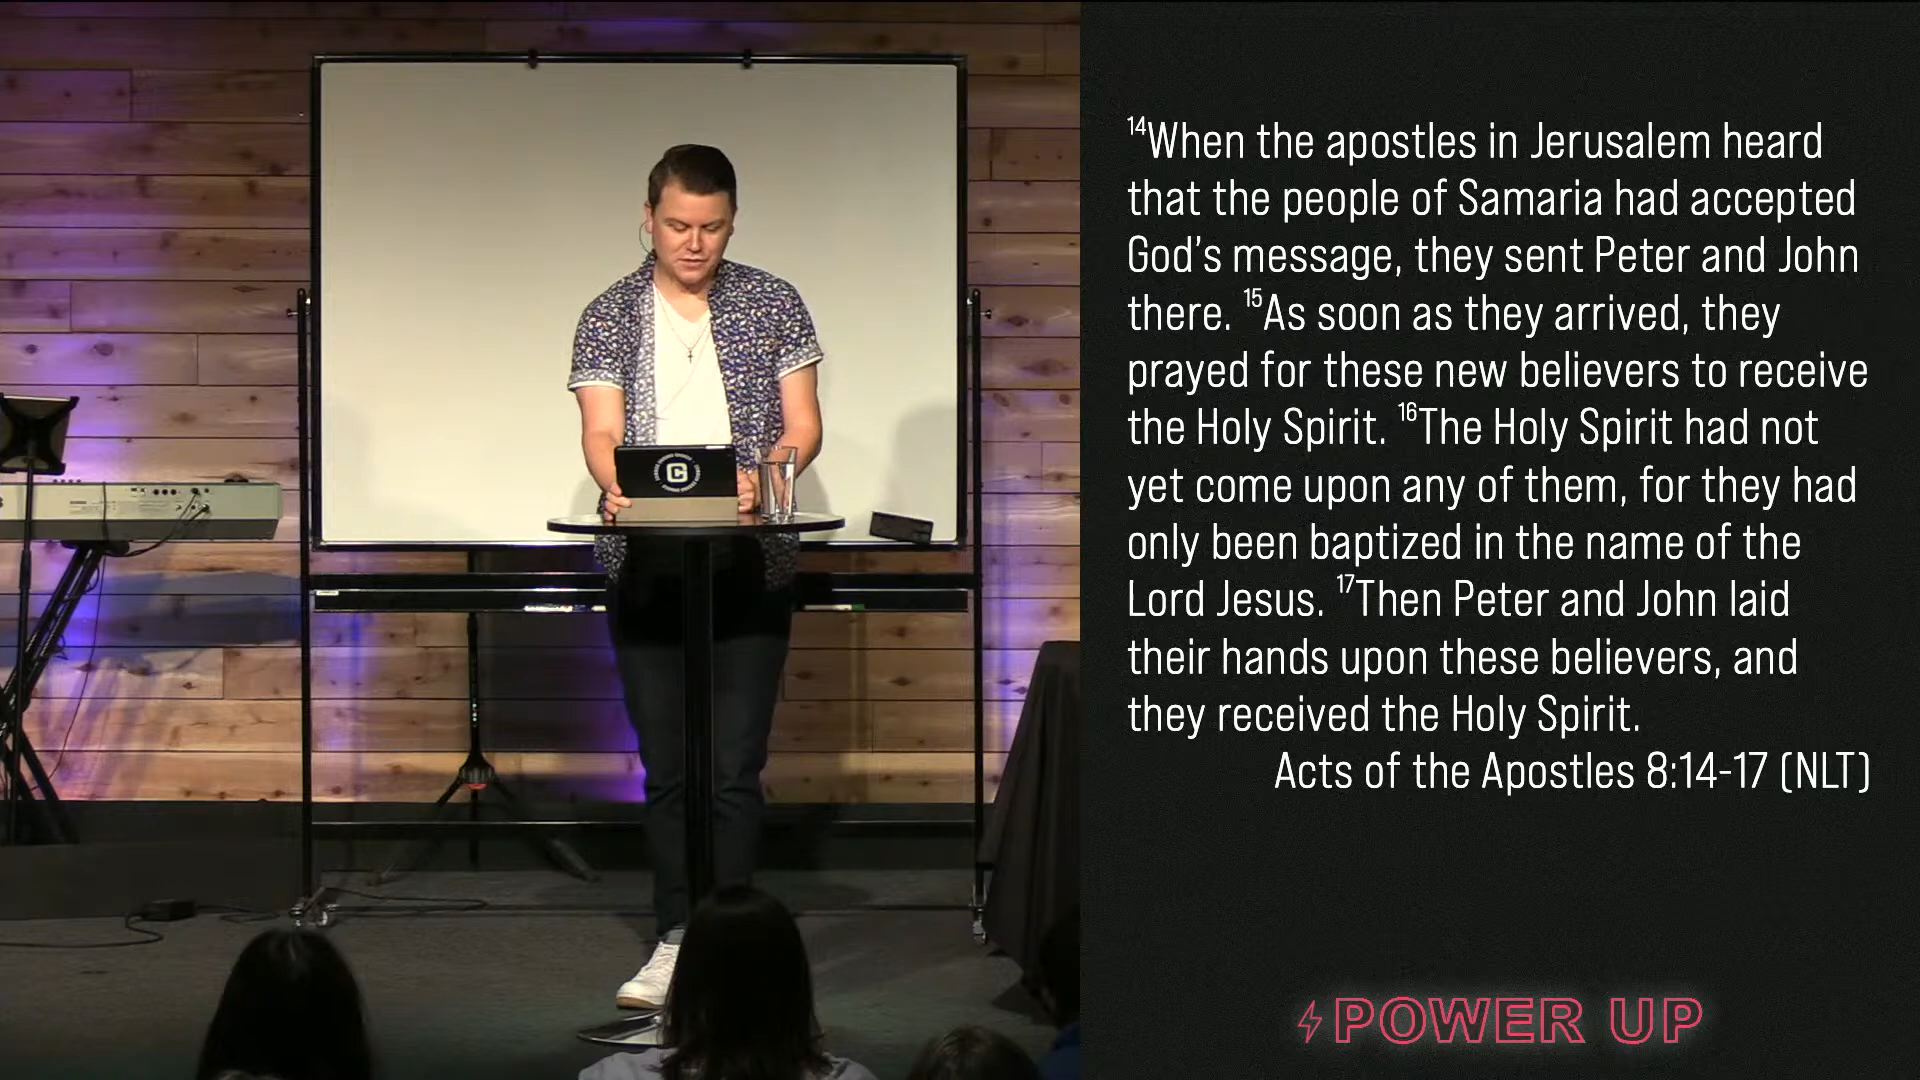 ¹⁴When the apostles in Jerusalem heard
that the people of Samaria had accepted
God's message, they sent Peter and John
there. ¹⁵As soon as they arrived, they
prayed for these new believers to receive
the Holy Spirit. ¹⁶The Holy Spirit had not
yet come upon any of them, for they had
only been baptized in the name of the
Lord Jesus. ¹⁷Then Peter and John laid
their hands upon these believers, and
they received the Holy Spirit.
Acts of the Apostles 8:14-17 (NLT)
POWER UP
C